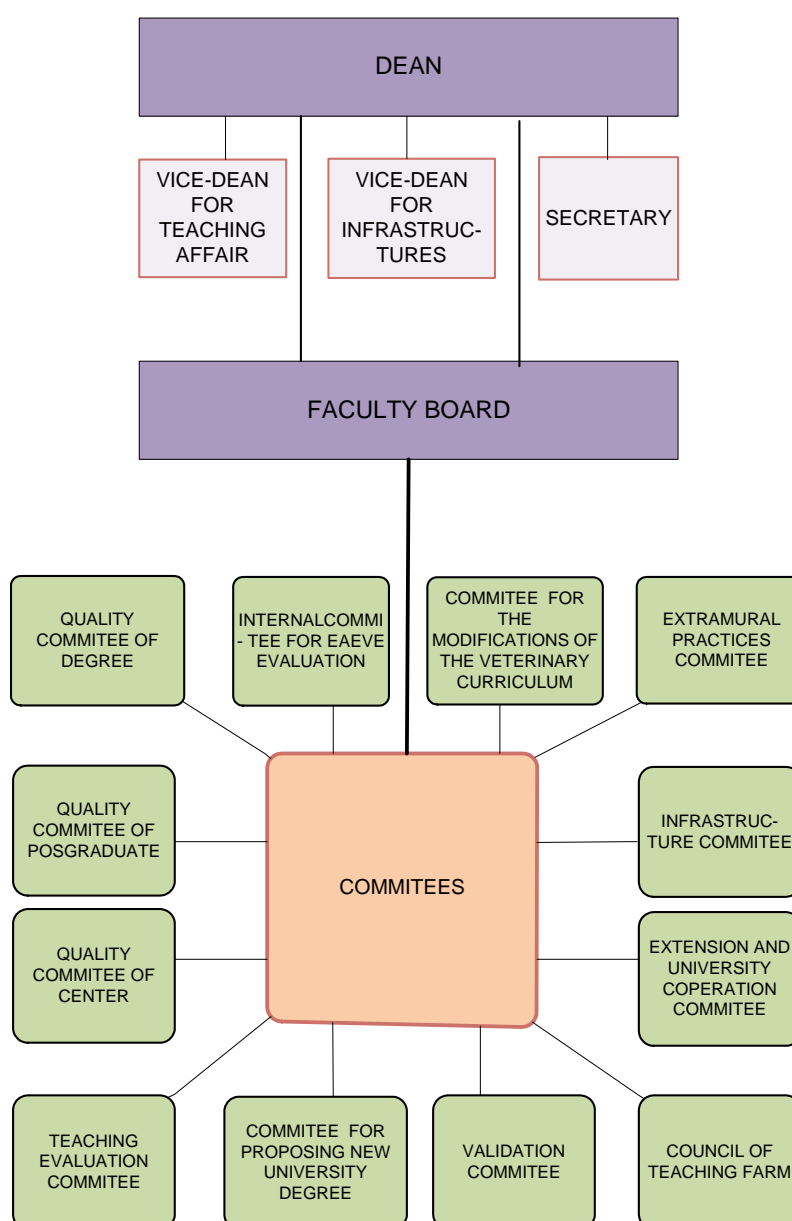 DEAN
VICE-DEAN
FOR
TEACHING
AFFAIR
VICE-DEAN
FOR
INFRASTRUC-
TURES
SECRETARY
FACULTY BOARD
QUALITY
COMMITEE OF
DEGREE
INTERNALCOMMI
- TEE FOR EAEVE
EVALUATION
COMMITEE FOR
THE
MODIFICATIONS OF
THE VETERINARY
CURRICULUM
EXTRAMURAL
PRACTICES
COMMITEE
QUALITY
COMMITEE OF
POSGRADUATE
INFRASTRUC-
TURE COMMITEE
COMMITEES
QUALITY
COMMITEE OF
CENTER
EXTENSION AND
UNIVERSITY
COPERATION
COMMITEE
TEACHING
EVALUATION
COMMITEE
COMMITEE FOR
PROPOSING NEW
UNIVERSITY
DEGREE
VALIDATION
COMMITEE
COUNCIL OF
TEACHING FARM